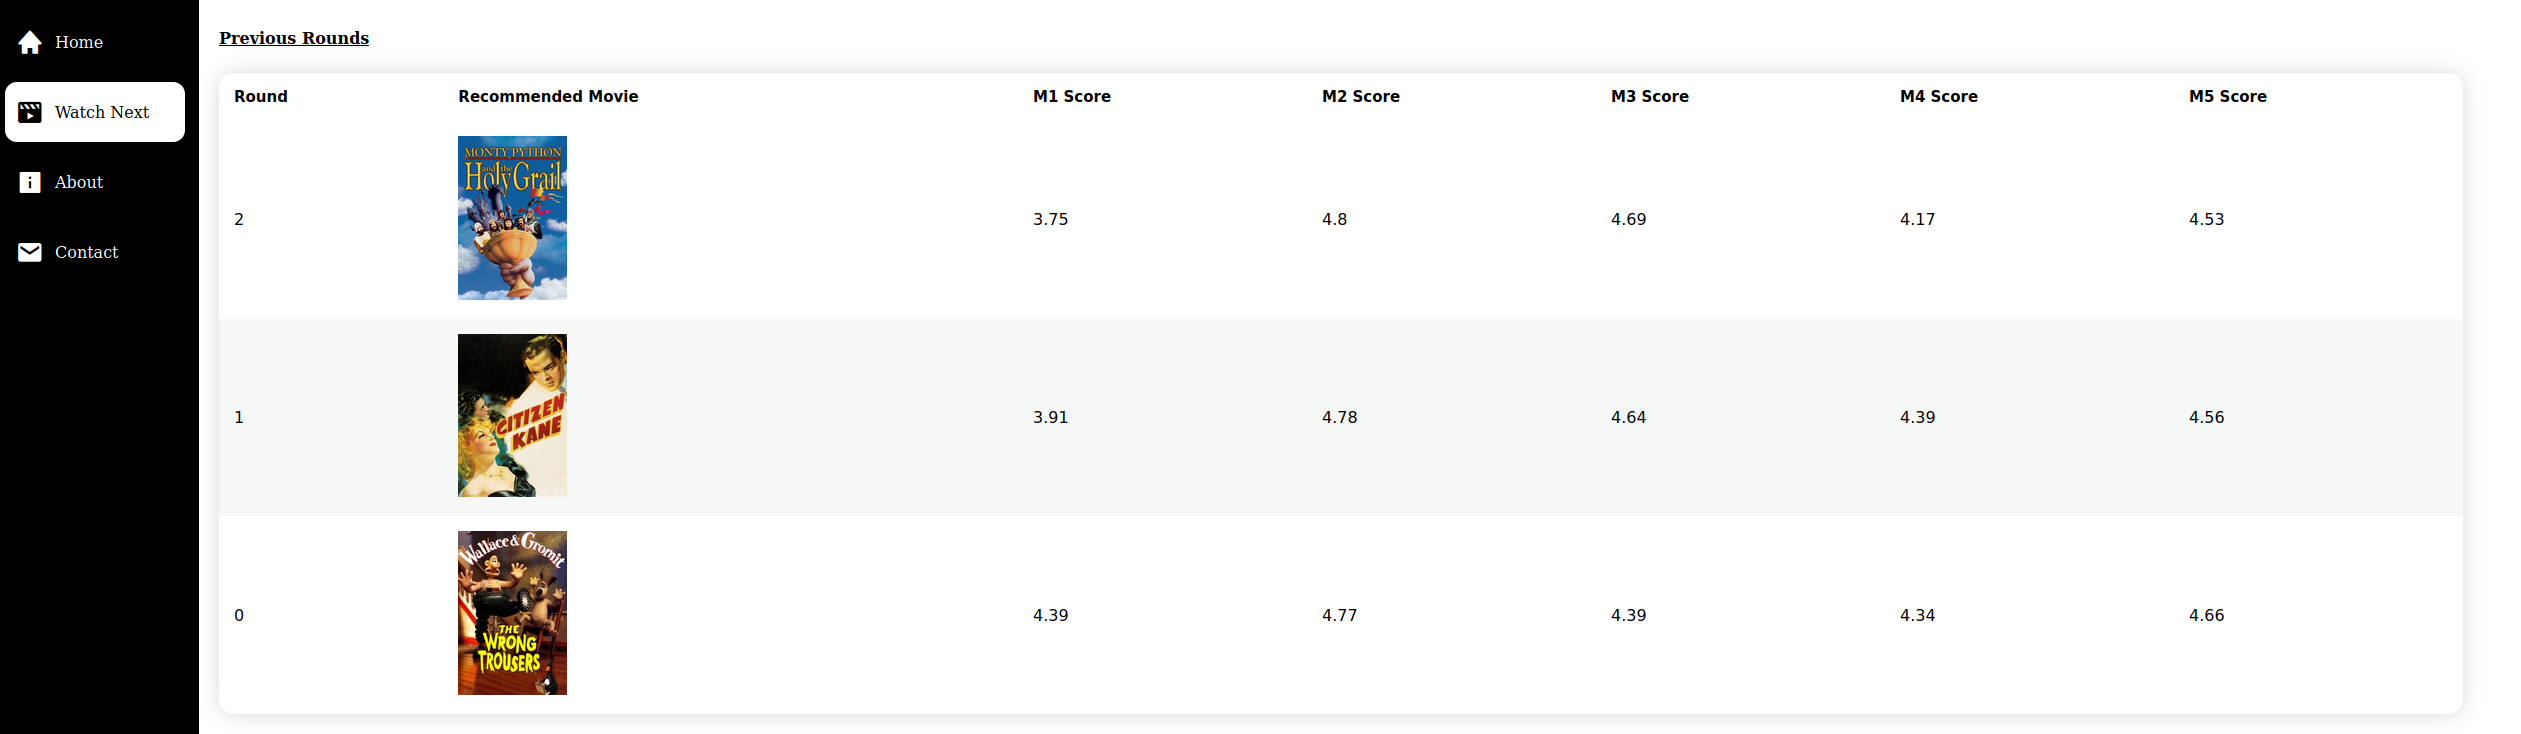 Home
Watch Next
About
Contact
Previous Rounds
Round Recommended Movie M1 Score M2 Score M3 Score M4 Score M5 Score
MONTY PYTHON
and the
Holy Grail
2 3.75 4.8 4.69 4.17 4.53
CITIZEN
KANE
1 3.91 4.78 4.64 4.39 4.56
Wallace & Gromit
THE
WRONG
TROUSERS
0 4.39 4.77 4.39 4.34 4.66